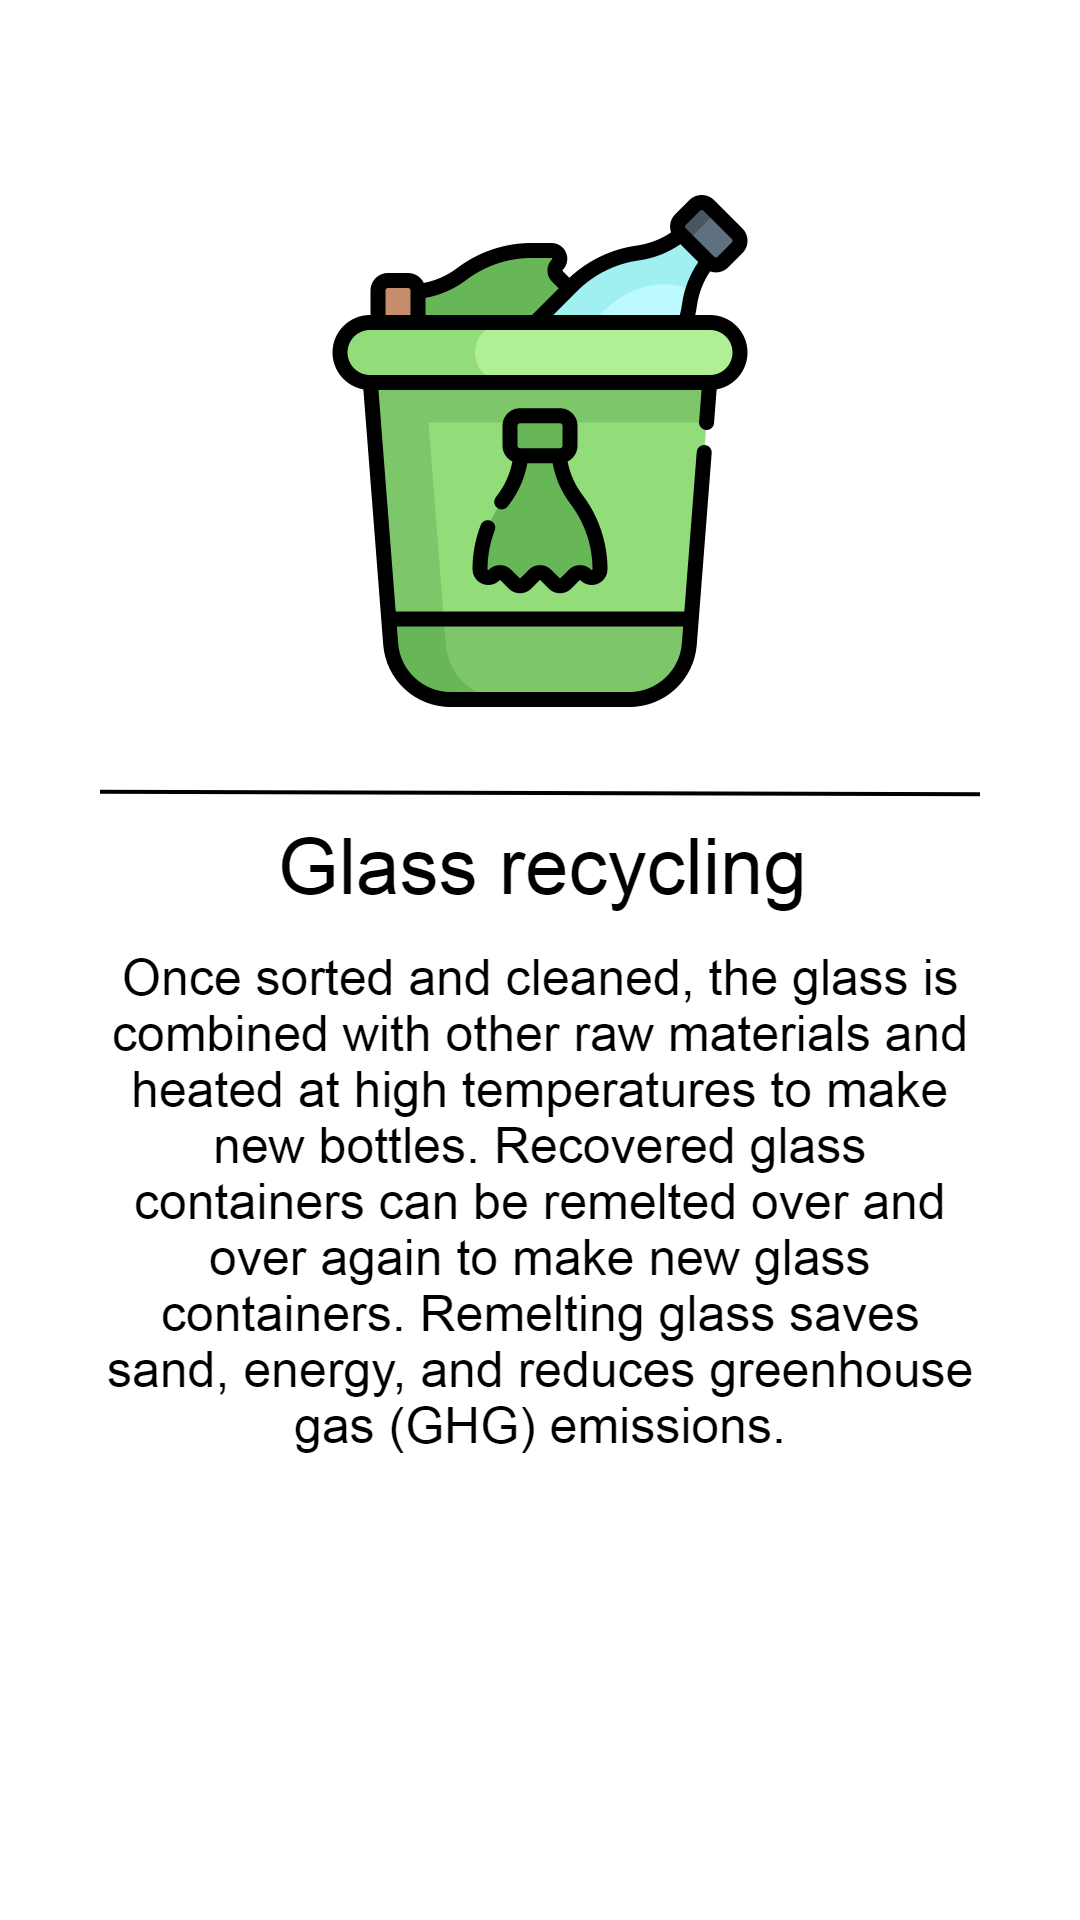 Glass recycling
Once sorted and cleaned, the glass is
combined with other raw materials and
heated at high temperatures to make
new bottles. Recovered glass
containers can be remelted over and
over again to make new glass
containers. Remelting glass saves
sand, energy, and reduces greenhouse
gas (GHG) emissions.